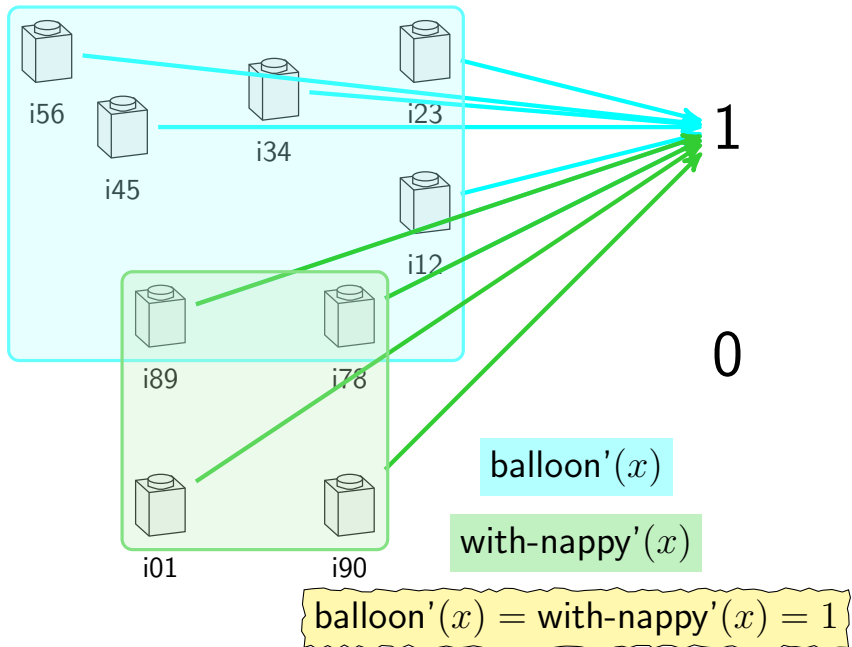 i56
i34
i23
1
i45
i12
i89
i78
0
balloon'(x)
with-nappy'(x)
i01
i90
balloon'(x) = with-nappy'(x) = 1